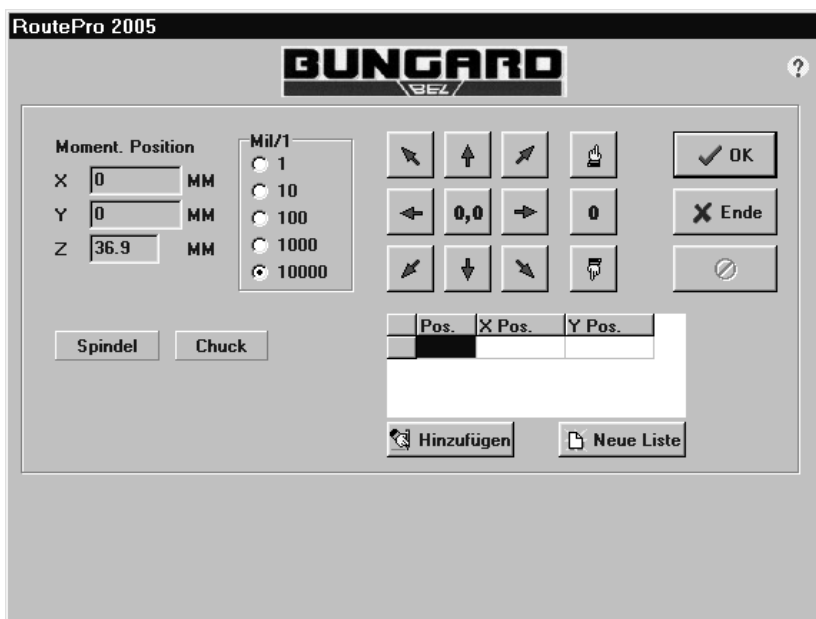 RoutePro 2005
BUNGARD
BEL
?
Moment. Position
X 0 MM
Y 0 MM
Z 36.9 MM
Mil/1
1
10
100
1000
10000
0,0
0
OK
Ende
Spindel
Chuck
Pos. X Pos. Y Pos.
Hinzufügen
Neue Liste